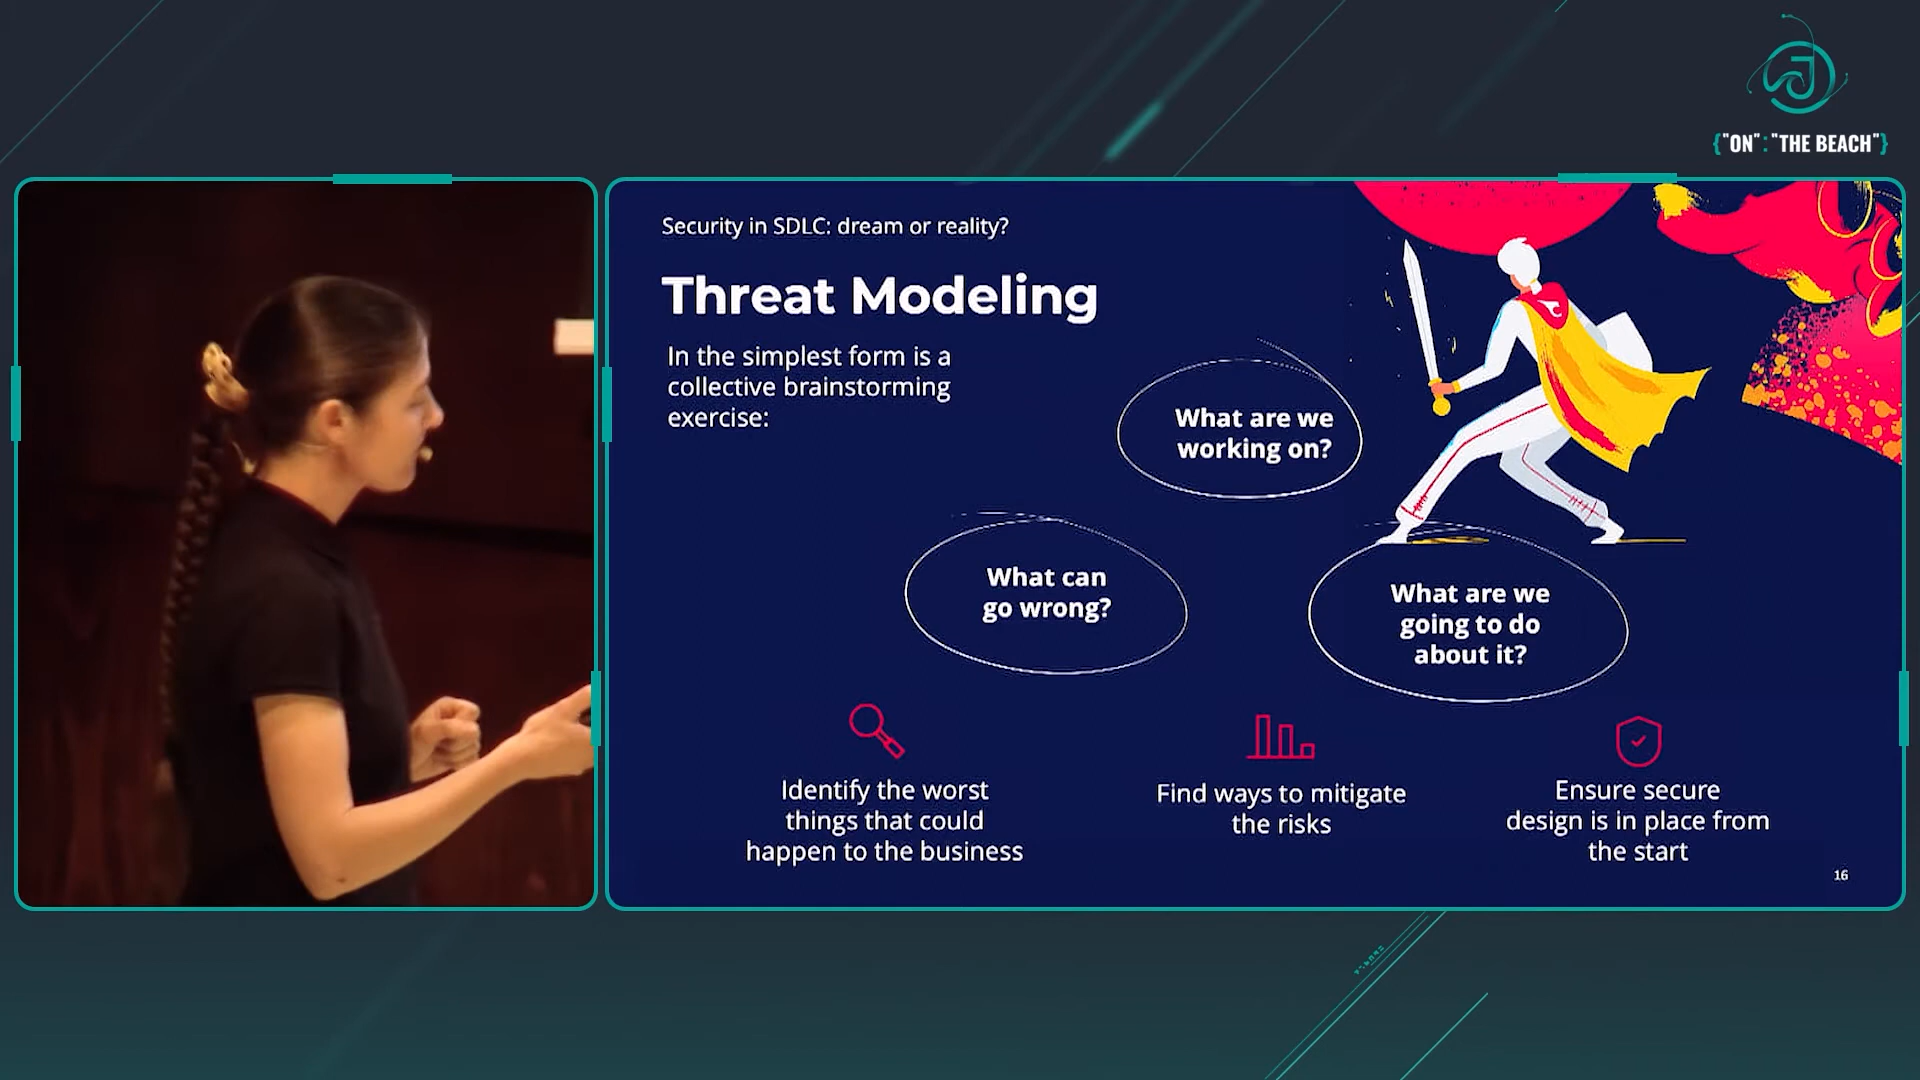 {"ON":"THE BEACH"}
Security in SDLC: dream or reality?
Threat Modeling
In the simplest form is a
collective brainstorming
exercise:
What are we
working on?
What can
go wrong?
What are we
going to do
about it?
Identify the worst
things that could
happen to the business
Find ways to mitigate
the risks
Ensure secure
design is in place from
the start
16